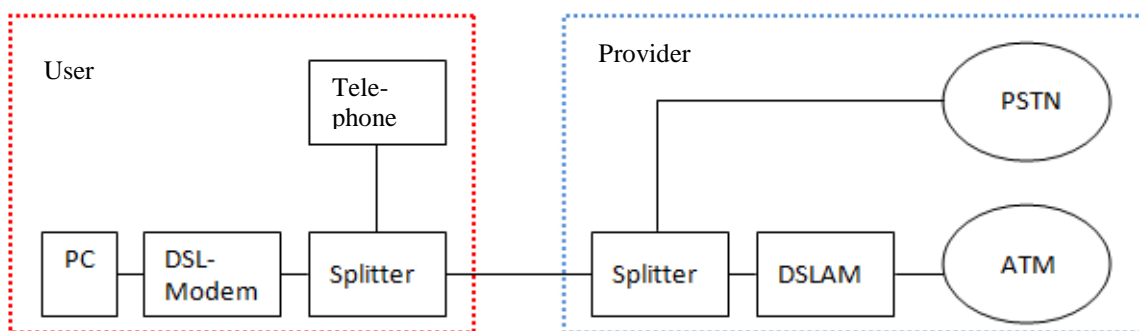 User
Provider
Tele-
phone
PSTN
PC
DSL-
Modem
Splitter
Splitter
DSLAM
ATM